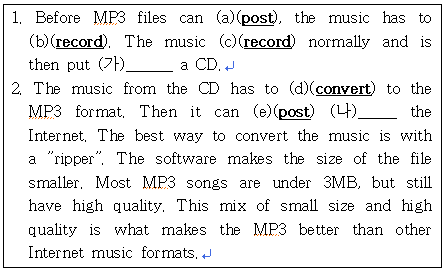 1. Before MP3 files can (a)(post), the music has to
(b)(record). The music (c)(record) normally and is
then put (가)_____ a CD.↵
2. The music from the CD has to (d)(convert) to the
MP3 format. Then it can (e)(post) (나)____ the
Internet. The best way to convert the music is with
a "ripper". The software makes the size of the file
smaller. Most MP3 songs are under 3MB, but still
have high quality. This mix of small size and high
quality is what makes the MP3 better than other
Internet music formats.↵